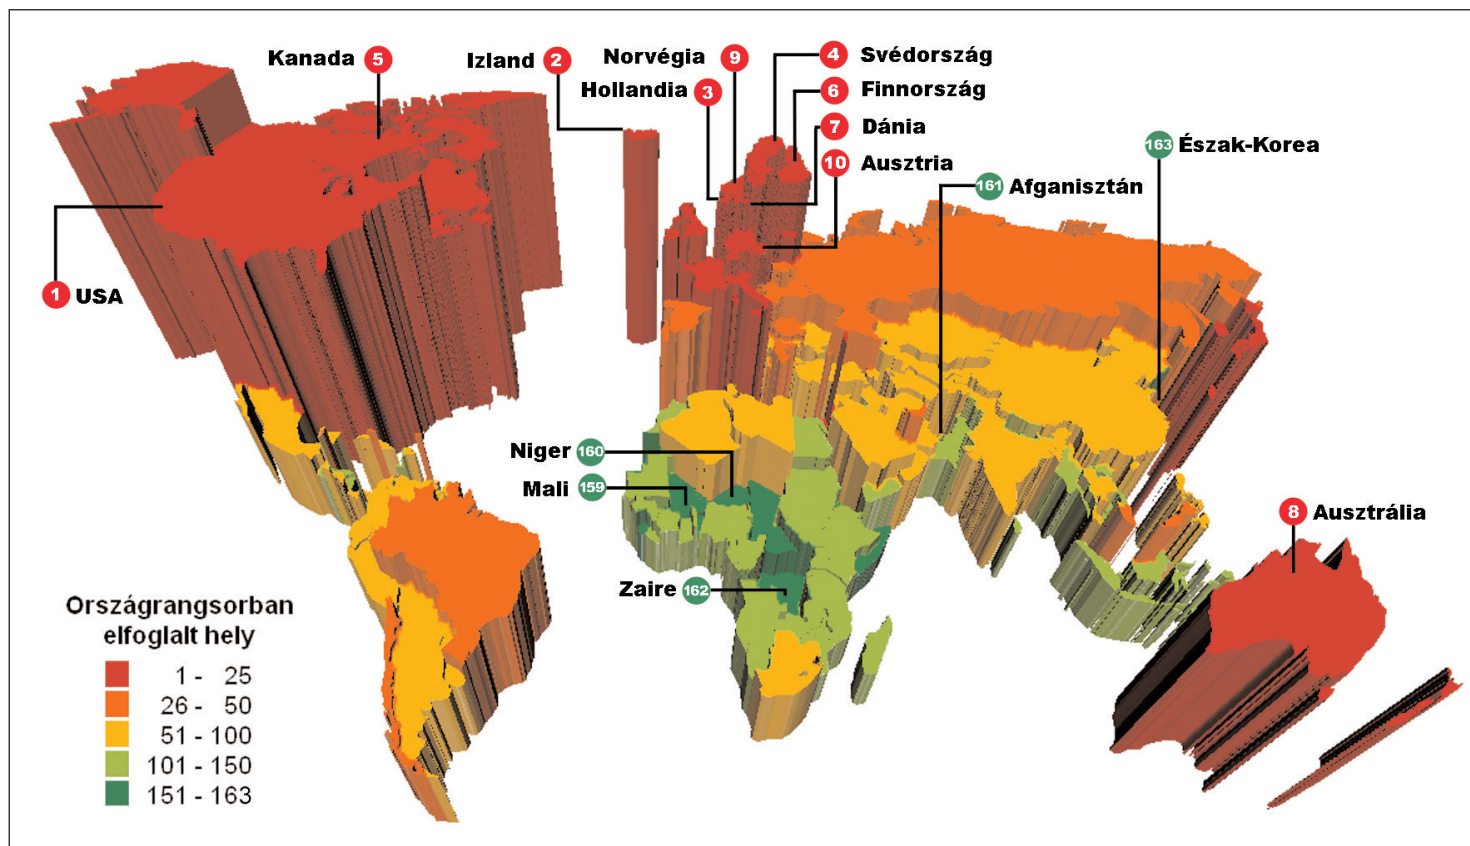 Kanada 5
Izland 2
Norvégia 9
Hollandia 3
4 Svédország
6 Finnország
7 Dánia
10 Ausztria
163 Észak-Korea
161 Afganisztán
1 USA
Niger 160
Mali 159
Zaire 162
8 Ausztrália
Országrangsorban
elfoglalt hely
1 - 25
26 - 50
51 - 100
101 - 150
151 - 163